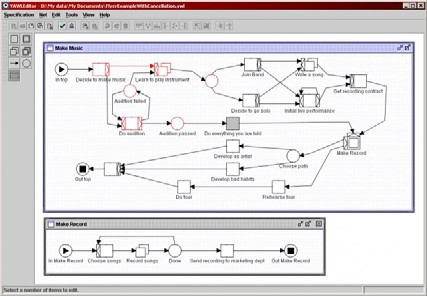 YAWLEditor - D:\My data\My Documents\FlyerExampleWithCancellation.ywl
Specification Net Edit Tools View Help
Make Music
In top
Decide to make music
Learn to play instrument
Join Band
Write a song
Get recording contract
Audition failed
Decide to go solo
Initial live performance
Do audition
Audition passed
Do everything you are told
Make Record
Develop as artist
Choose path
Out top
Develop bad habits
Do tour
Rehearse tour
Make Record
In Make Record
Choose songs
Record songs
Done
Send recording to marketing dept
Out Make Record
Select a number of items to edit.